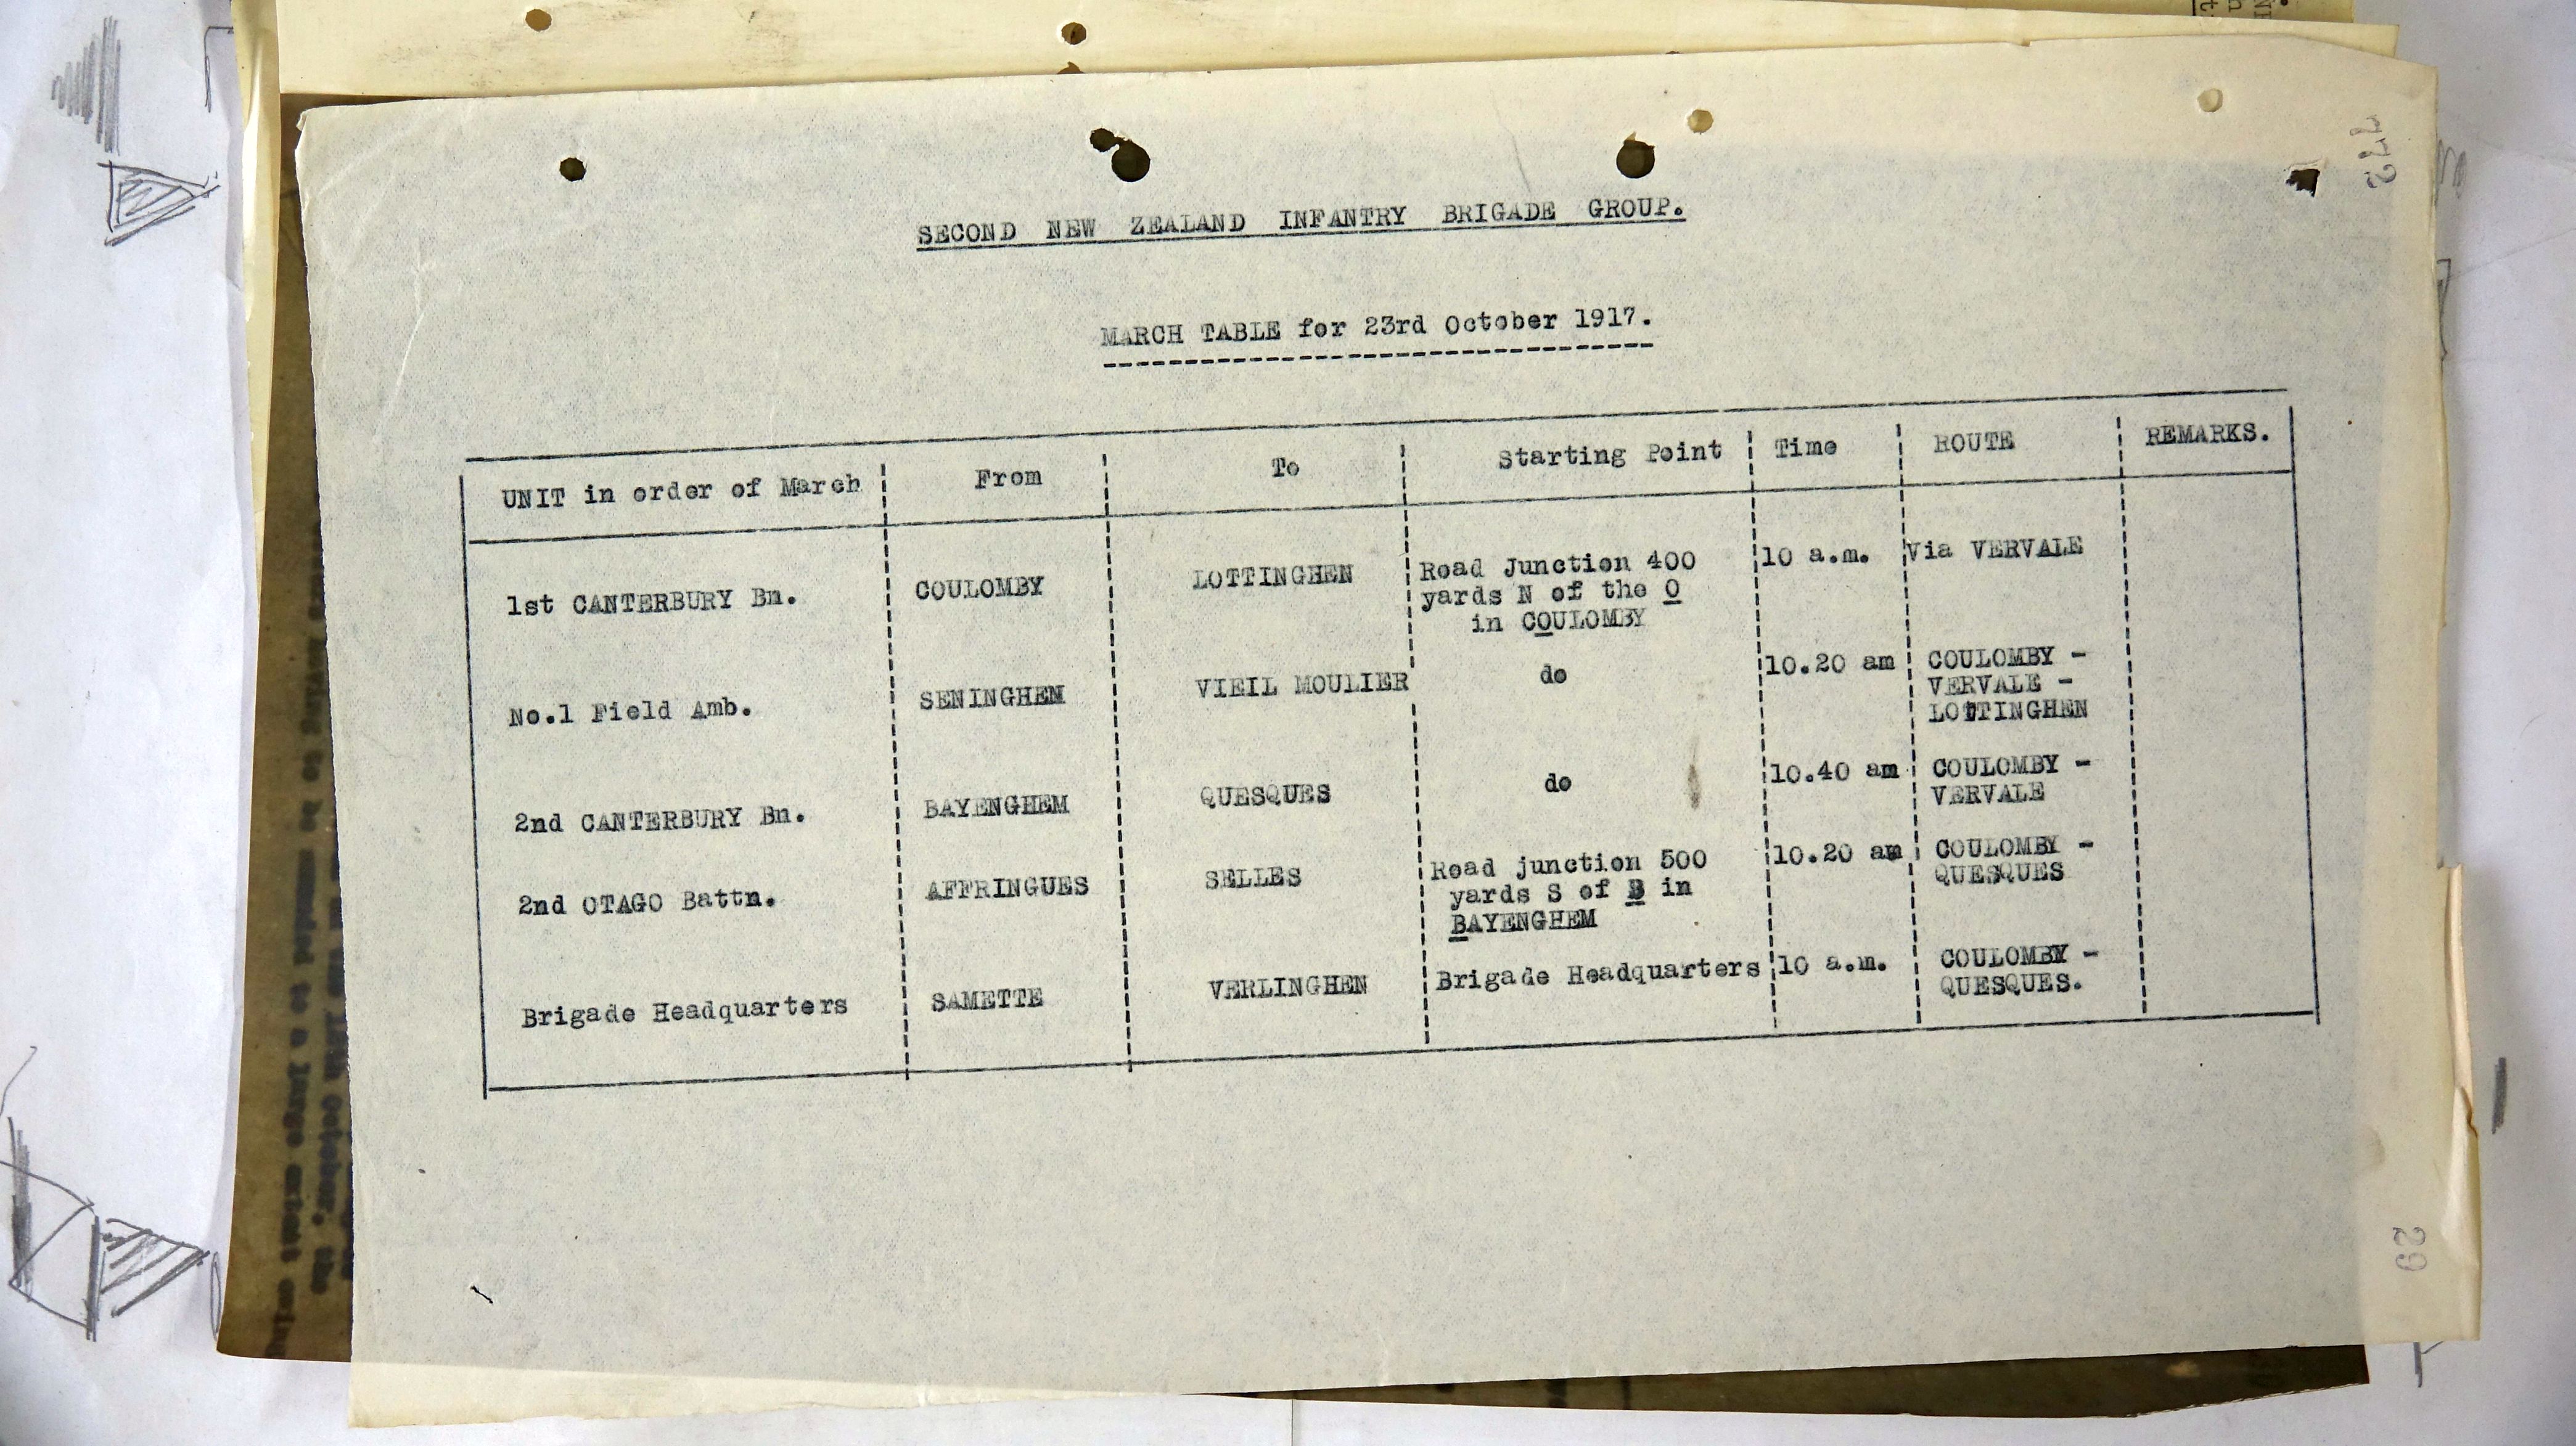 SECOND NEW ZEALAND INFANTRY BRIGADE GROUP.
MARCH TABLE for 23rd October 1917.
UNIT in order of March From To Starting Point Time ROUTE REMARKS.
1st CANTERBURY Bn. COULOMBY LOTTINGHEN Road Junction 400 10 a.m. Via VERVALE
yards N of the O
in COULOMBY
No.1 Field Amb. SENINGHEM VIEIL MOULIER do 10.20 am COULOMBY -
VERVALE -
LOTTINGHEN
2nd CANTERBURY Bn. BAYENGHEM QUESQUES do 10.40 am COULOMBY -
VERVALE
2nd OTAGO Battn. AFFRINGUES SELLES Road junction 500 10.20 am COULOMBY -
yards S of B in QUESQUES
BAYENGHEM
Brigade Headquarters SAMETTE VERLINGHEN Brigade Headquarters 10 a.m. COULOMBY -
QUESQUES.
29